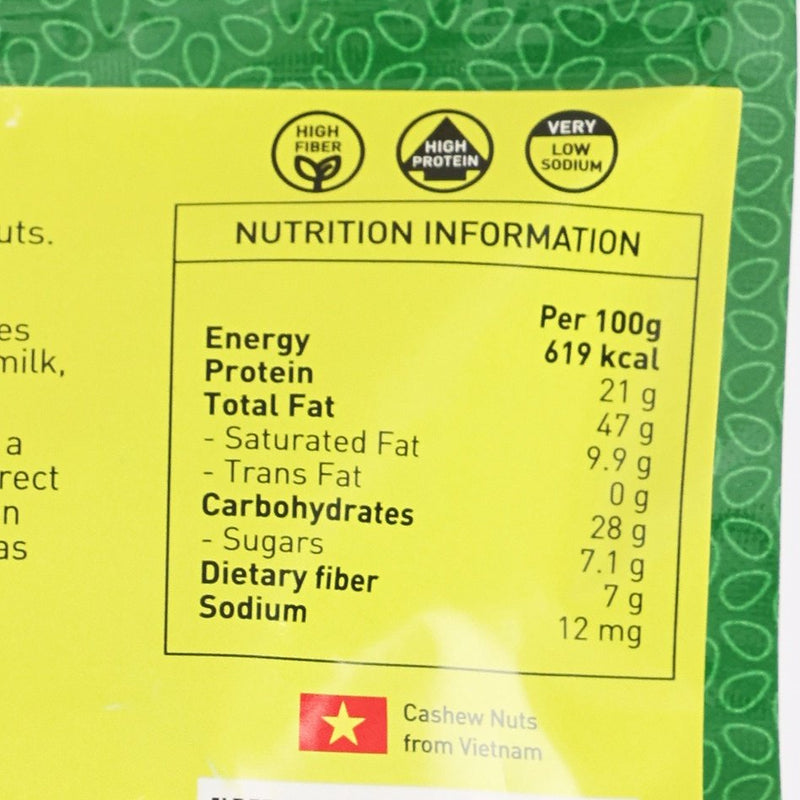 HIGH
FIBER
HIGH
PROTEIN
VERY
LOW
SODIUM
uts.
es
milk,
a
rect
n
as
NUTRITION INFORMATION
Per 100g
Energy 619 kcal
Protein 21 g
Total Fat 47 g
- Saturated Fat 9.9 g
- Trans Fat 0 g
Carbohydrates 28 g
- Sugars 7.1 g
Dietary fiber 7 g
Sodium 12 mg
Cashew Nuts
from Vietnam